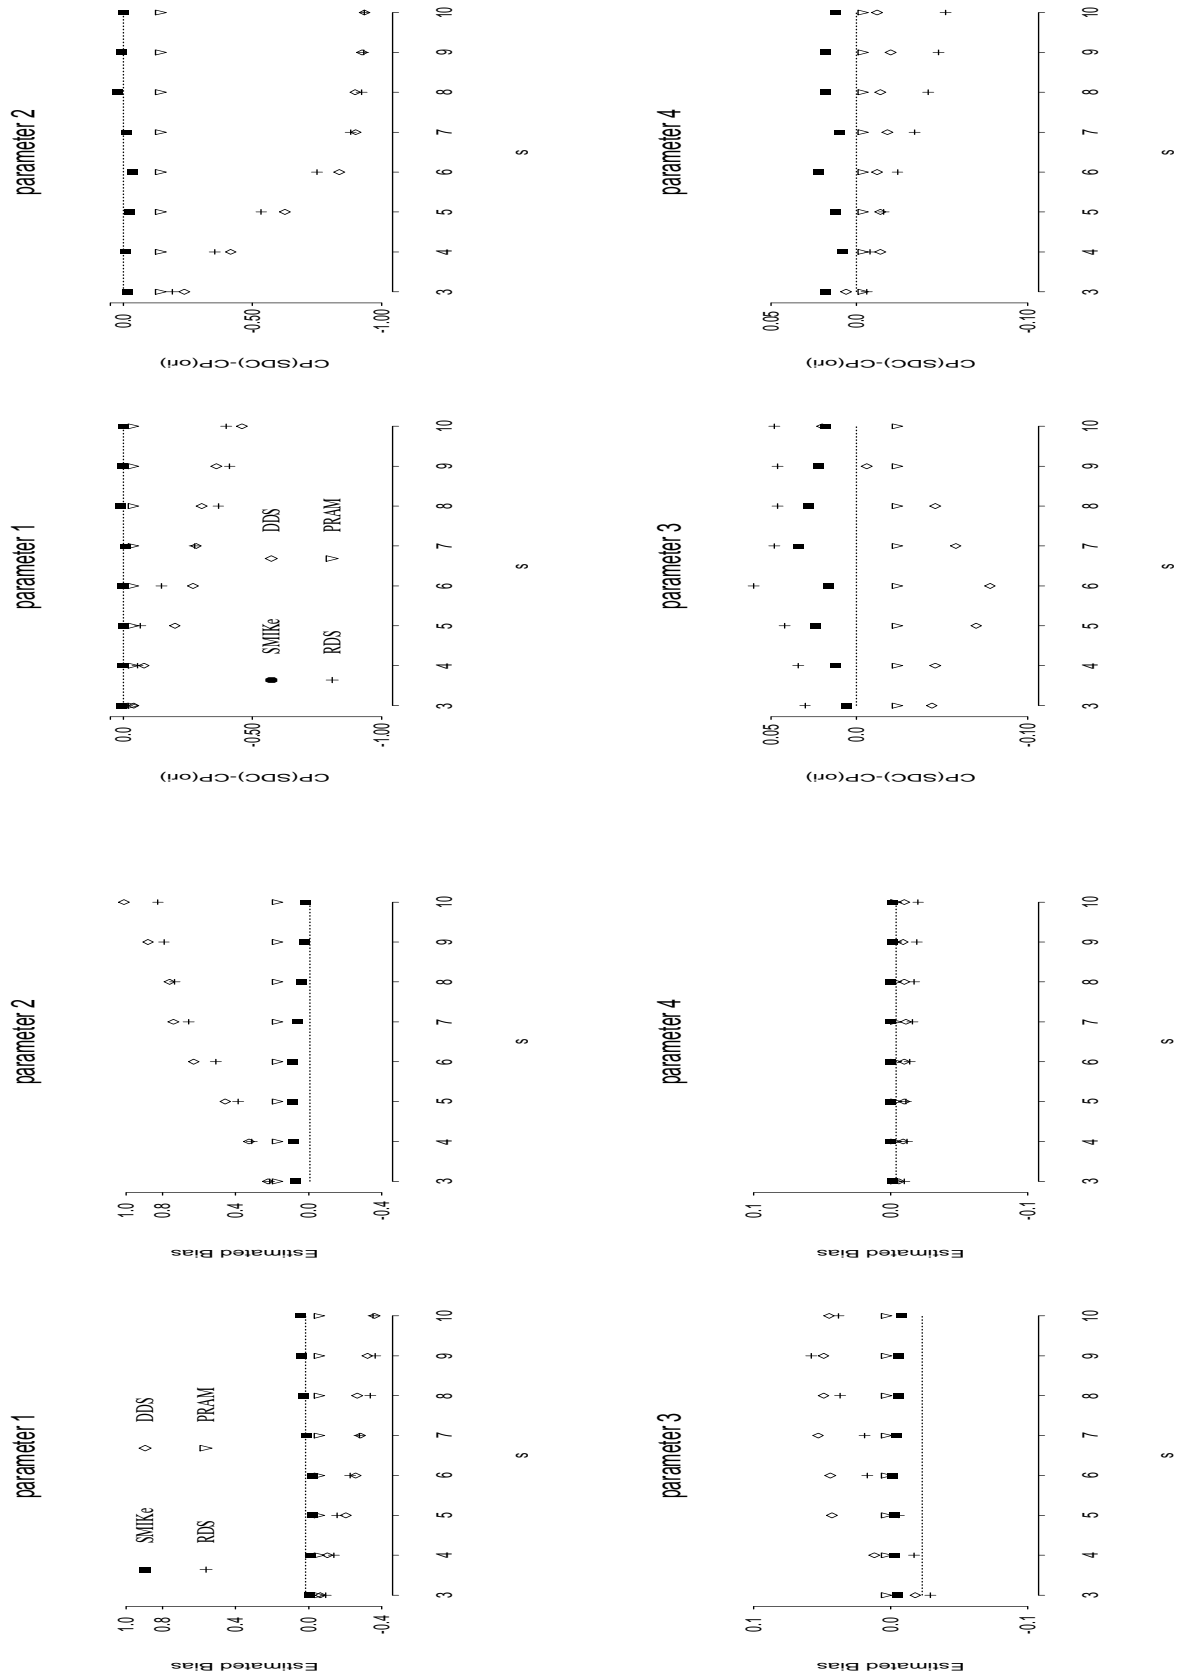 parameter 1
Estimated Bias
1.0
0.8
0.4
0.0
-0.4
SMIKe
DDS
RDS
PRAM
3 4 5 6 7 8 9 10
s
parameter 2
Estimated Bias
1.0
0.8
0.4
0.0
-0.4
3 4 5 6 7 8 9 10
s
parameter 1
CP(SDC)-CP(ori)
0.0
-0.50
-1.00
SMIKe
DDS
RDS
PRAM
3 4 5 6 7 8 9 10
s
parameter 2
CP(SDC)-CP(ori)
0.0
-0.50
-1.00
3 4 5 6 7 8 9 10
s
parameter 3
Estimated Bias
0.1
0.0
-0.1
3 4 5 6 7 8 9 10
s
parameter 4
Estimated Bias
0.1
0.0
-0.1
3 4 5 6 7 8 9 10
s
parameter 3
CP(SDC)-CP(ori)
0.05
0.0
-0.10
3 4 5 6 7 8 9 10
s
parameter 4
CP(SDC)-CP(ori)
0.05
0.0
-0.10
3 4 5 6 7 8 9 10
s